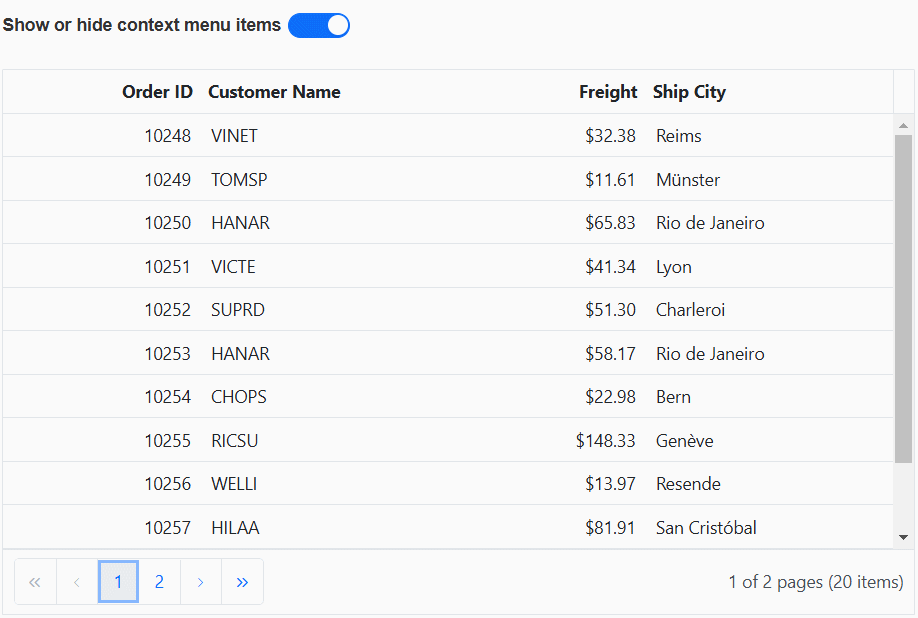 Show or hide context menu items
Order ID Customer Name Freight Ship City
10248 VINET $32.38 Reims
10249 TOMSP $11.61 Münster
10250 HANAR $65.83 Rio de Janeiro
10251 VICTE $41.34 Lyon
10252 SUPRD $51.30 Charleroi
10253 HANAR $58.17 Rio de Janeiro
10254 CHOPS $22.98 Bern
10255 RICSU $148.33 Genève
10256 WELLI $13.97 Resende
10257 HILAA $81.91 San Cristóbal
« ‹ 1 2 › » 1 of 2 pages (20 items)